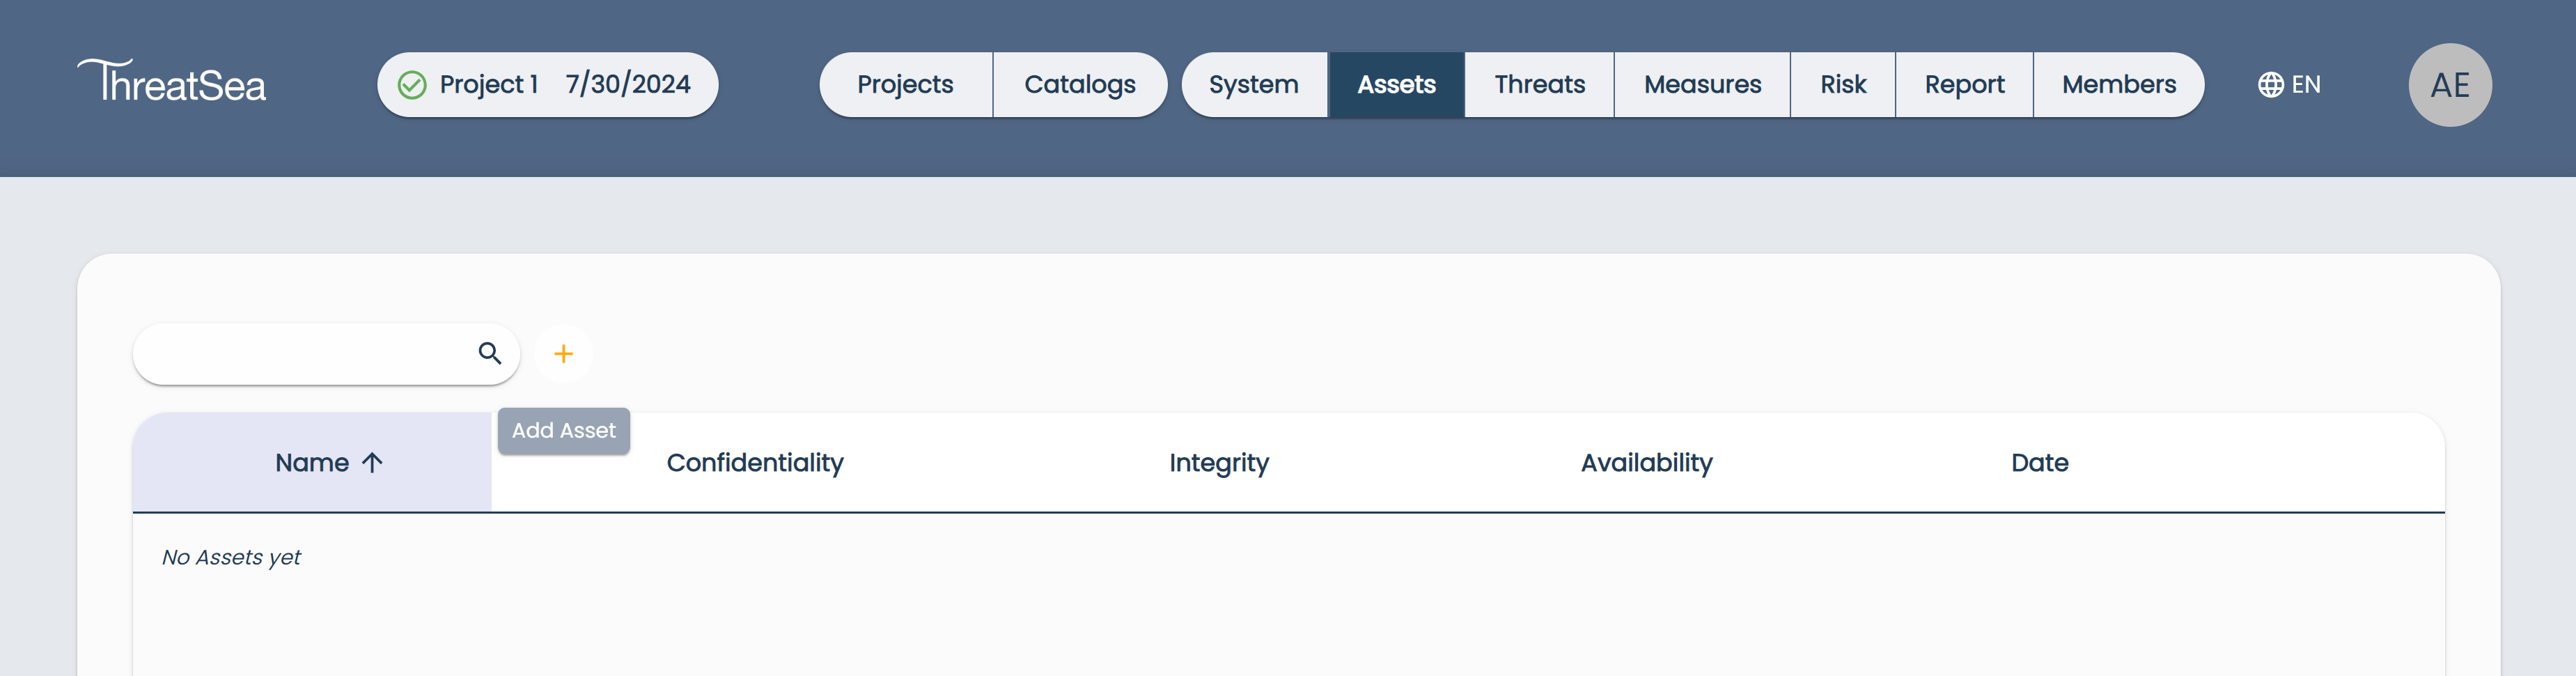 ThreatSea
Project 1 7/30/2024
Projects Catalogs
System Assets Threats Measures Risk Report Members
EN
AE
Add Asset
Name Confidentiality Integrity Availability Date
No Assets yet